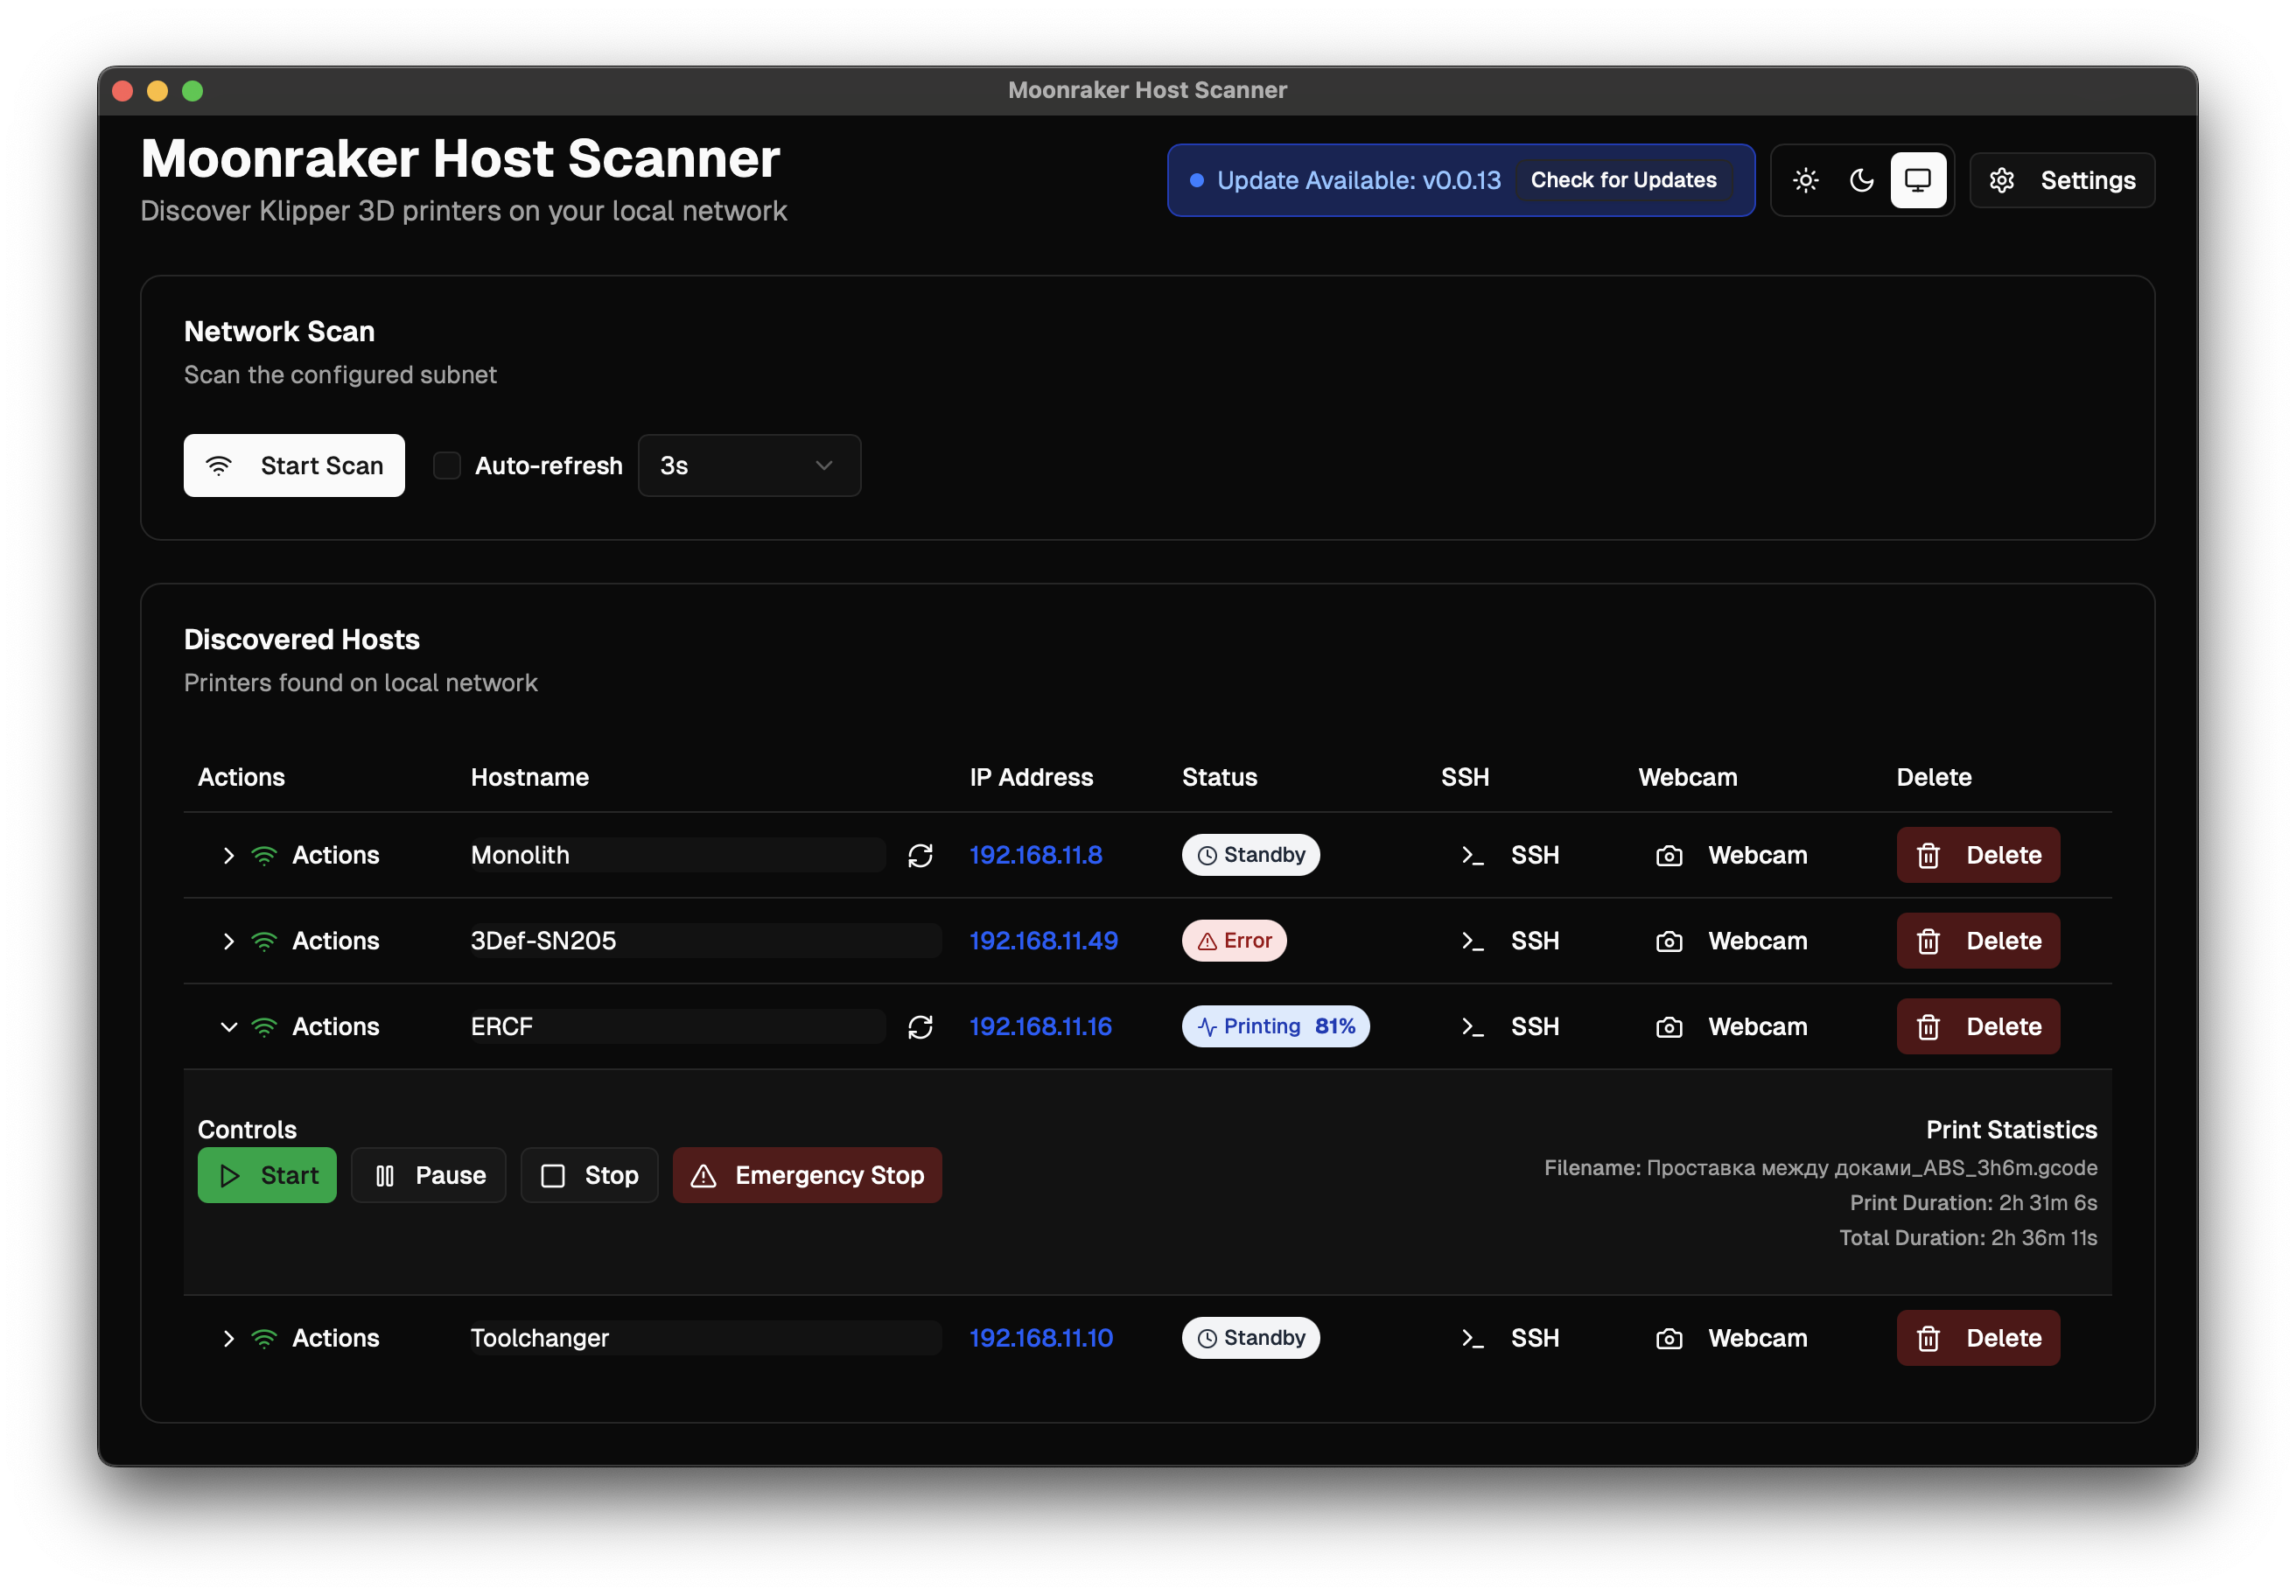 Moonraker Host Scanner
Moonraker Host Scanner
Discover Klipper 3D printers on your local network
Update Available: v0.0.13 Check for Updates
Settings
Network Scan
Scan the configured subnet
Start Scan Auto-refresh 3s
Discovered Hosts
Printers found on local network
Actions Hostname IP Address Status SSH Webcam Delete
Actions Monolith 192.168.11.8 Standby SSH Webcam Delete
Actions 3Def-SN205 192.168.11.49 Error SSH Webcam Delete
Actions ERCF 192.168.11.16 Printing 81% SSH Webcam Delete
Controls
Start Pause Stop Emergency Stop
Print Statistics
Filename: Проставка между доками_ABS_3h6m.gcode
Print Duration: 2h 31m 6s
Total Duration: 2h 36m 11s
Actions Toolchanger 192.168.11.10 Standby SSH Webcam Delete